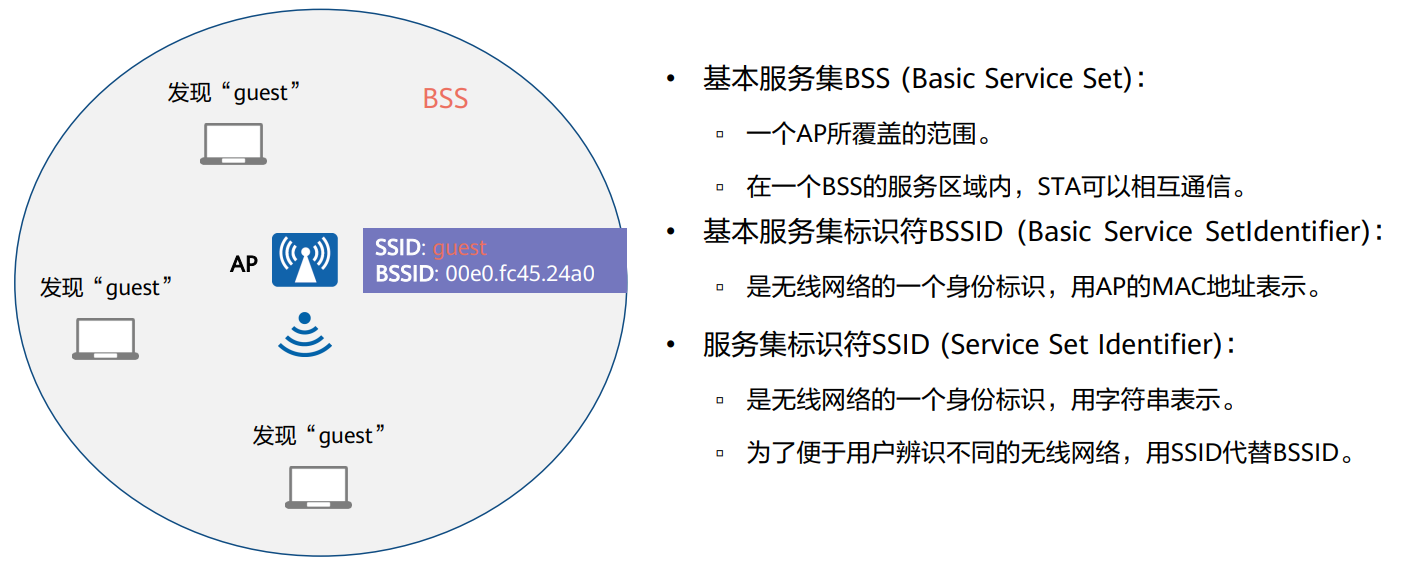 发现“guest”
BSS
AP
SSID: guest
BSSID: 00e0.fc45.24a0
发现“guest”
发现“guest”
• 基本服务集BSS (Basic Service Set)：
▫ 一个AP所覆盖的范围。
▫ 在一个BSS的服务区域内，STA可以相互通信。
• 基本服务集标识符BSSID (Basic Service SetIdentifier)：
▫ 是无线网络的一个身份标识，用AP的MAC地址表示。
• 服务集标识符SSID (Service Set Identifier)：
▫ 是无线网络的一个身份标识，用字符串表示。
▫ 为了便于用户辨识不同的无线网络，用SSID代替BSSID。